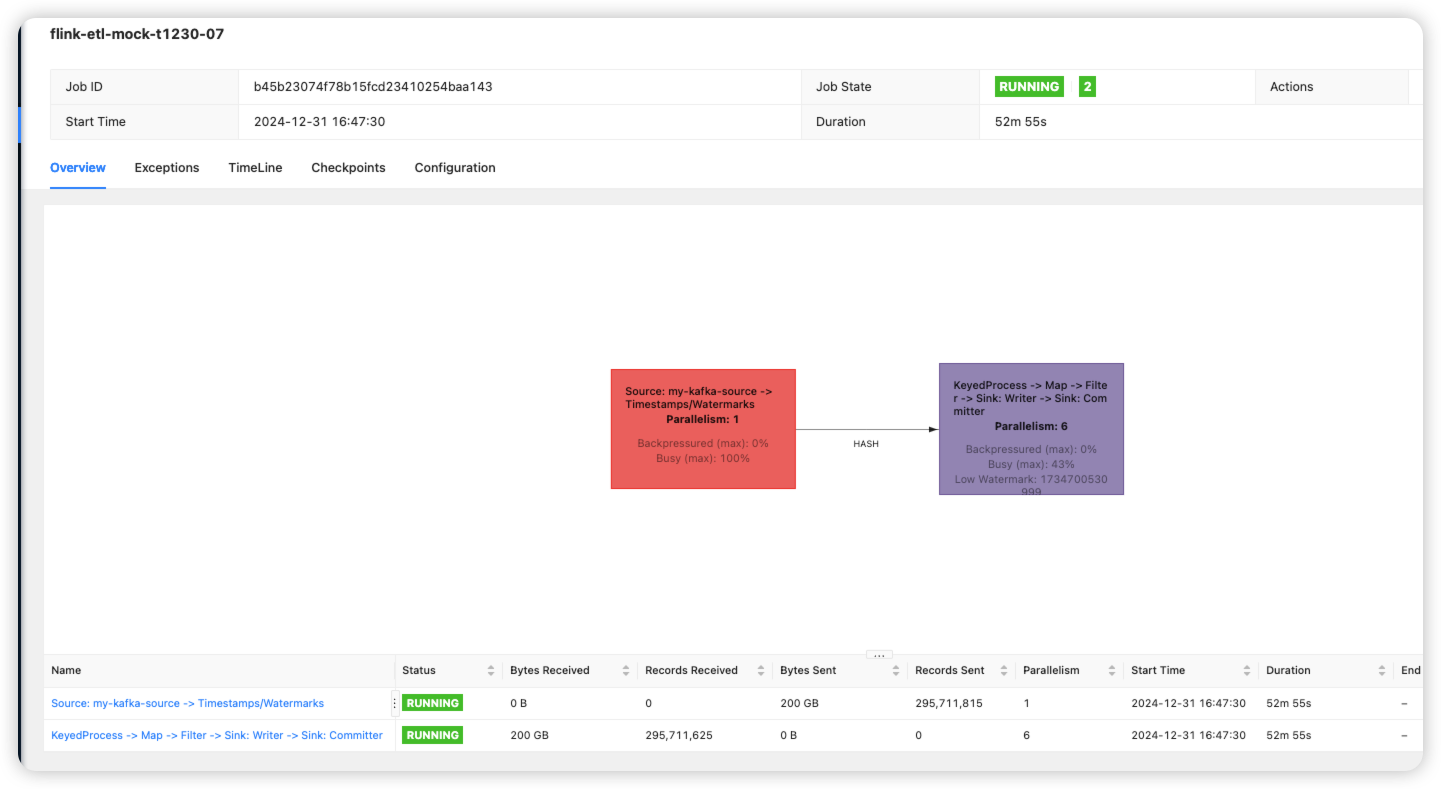 flink-etl-mock-t1230-07
Job ID
b45b23074f78b15fcd23410254baa143
Job State
RUNNING 2
Actions
Start Time
2024-12-31 16:47:30
Duration
52m 55s
Overview Exceptions TimeLine Checkpoints Configuration
Source: my-kafka-source ->
Timestamps/Watermarks
Parallelism: 1
Backpressured (max): 0%
Busy (max): 100%
HASH
KeyedProcess -> Map -> Filte
r -> Sink: Writer -> Sink: Com
mitter
Parallelism: 6
Backpressured (max): 0%
Busy (max): 43%
Low Watermark: 1734700530
999
Name Status Bytes Received Records Received Bytes Sent Records Sent Parallelism Start Time Duration End
Source: my-kafka-source -> Timestamps/Watermarks RUNNING 0 B 0 200 GB 295,711,815 1 2024-12-31 16:47:30 52m 55s –
KeyedProcess -> Map -> Filter -> Sink: Writer -> Sink: Committer RUNNING 200 GB 295,711,625 0 B 0 6 2024-12-31 16:47:30 52m 55s –